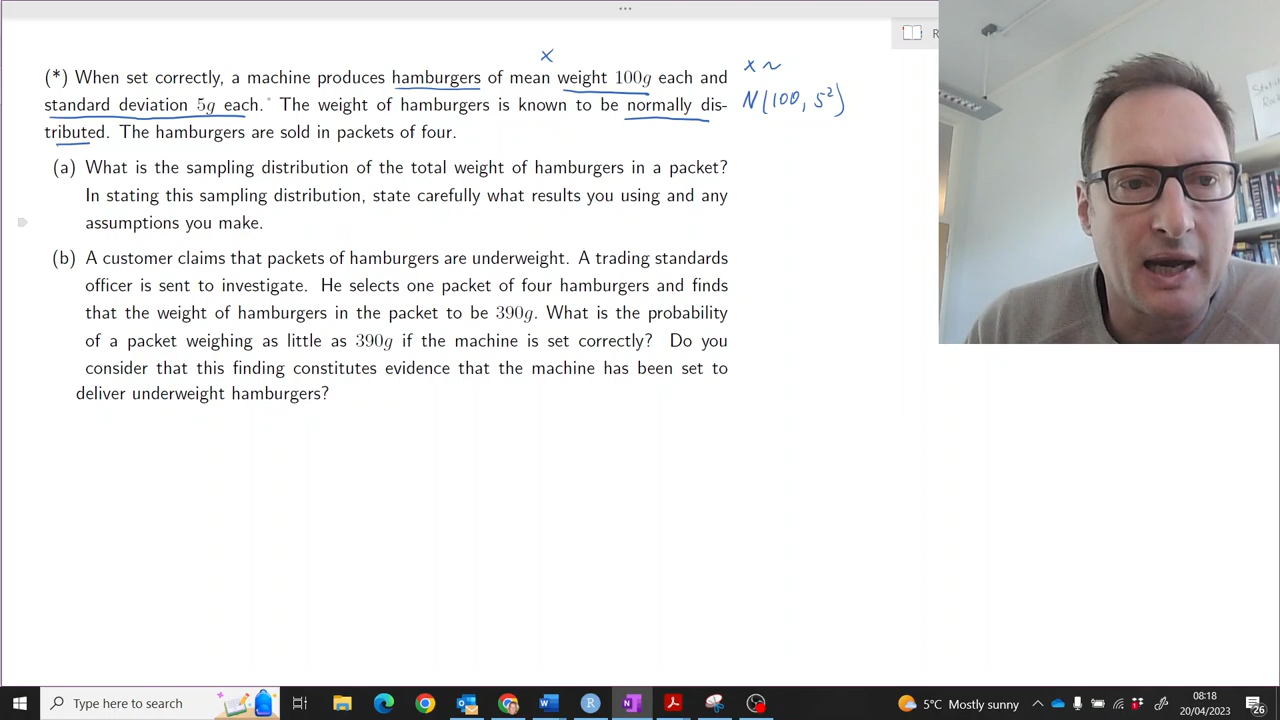 (*) When set correctly, a machine produces hamburgers of mean weight 100g each and
standard deviation 5g each. The weight of hamburgers is known to be normally dis-
tributed. The hamburgers are sold in packets of four.
x
x ~
N(100, 5²)
(a) What is the sampling distribution of the total weight of hamburgers in a packet?
In stating this sampling distribution, state carefully what results you using and any
assumptions you make.
(b) A customer claims that packets of hamburgers are underweight. A trading standards
officer is sent to investigate. He selects one packet of four hamburgers and finds
that the weight of hamburgers in the packet to be 390g. What is the probability
of a packet weighing as little as 390g if the machine is set correctly? Do you
consider that this finding constitutes evidence that the machine has been set to
deliver underweight hamburgers?
Type here to search
5°C Mostly sunny
08:18
20/04/2023
26